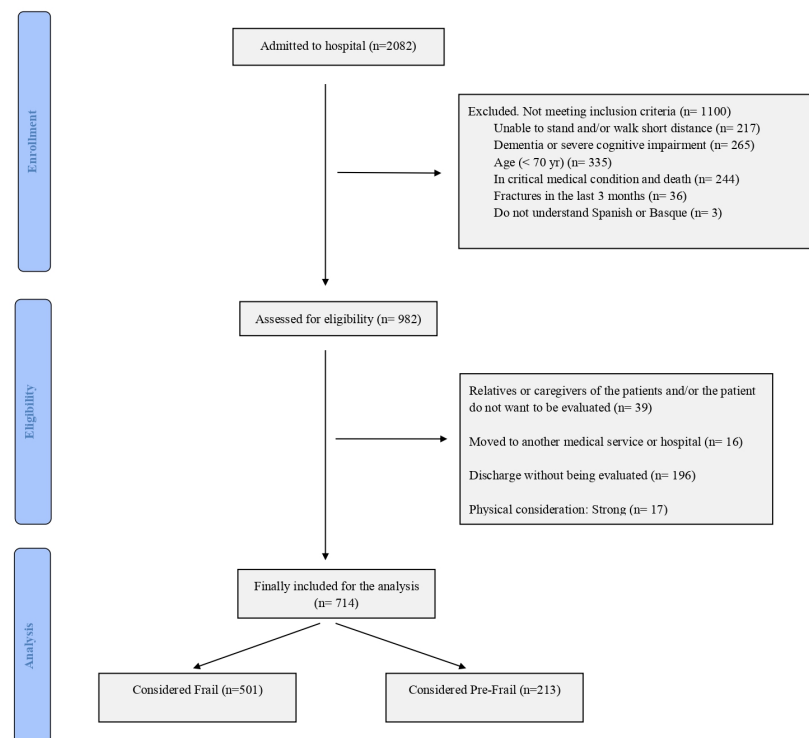 Enrollment
Admitted to hospital (n=2082)
Excluded. Not meeting inclusion criteria (n= 1100)
Unable to stand and/or walk short distance (n= 217)
Dementia or severe cognitive impairment (n= 265)
Age (< 70 yr) (n= 335)
In critical medical condition and death (n= 244)
Fractures in the last 3 months (n= 36)
Do not understand Spanish or Basque (n= 3)
Eligibility
Assessed for eligibility (n= 982)
Relatives or caregivers of the patients and/or the patient
do not want to be evaluated (n= 39)
Moved to another medical service or hospital (n= 16)
Discharge without being evaluated (n= 196)
Physical consideration: Strong (n= 17)
Analysis
Finally included for the analysis
(n= 714)
Considered Frail (n=501)
Considered Pre-Frail (n=213)